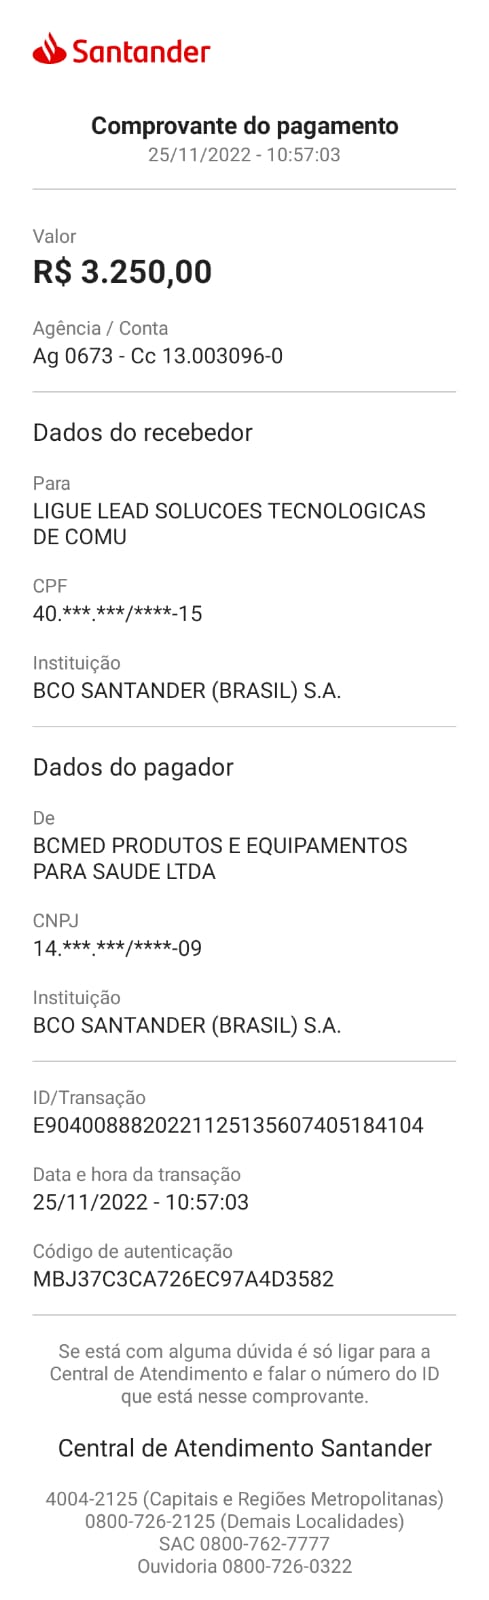 Santander
Comprovante do pagamento
25/11/2022 - 10:57:03
Valor
R$ 3.250,00
Agência / Conta
Ag 0673 - Cc 13.003096-0
Dados do recebedor
Para
LIGUE LEAD SOLUCOES TECNOLOGICAS
DE COMU
CPF
40.***.***/****-15
Instituição
BCO SANTANDER (BRASIL) S.A.
Dados do pagador
De
BCMED PRODUTOS E EQUIPAMENTOS
PARA SAUDE LTDA
CNPJ
14.***.***/****-09
Instituição
BCO SANTANDER (BRASIL) S.A.
ID/Transação
E9040088820221125135607405184104
Data e hora da transação
25/11/2022 - 10:57:03
Código de autenticação
MBJ37C3CA726EC97A4D3582
Se está com alguma dúvida é só ligar para a
Central de Atendimento e falar o número do ID
que está nesse comprovante.
Central de Atendimento Santander
4004-2125 (Capitais e Regiões Metropolitanas)
0800-726-2125 (Demais Localidades)
SAC 0800-762-7777
Ouvidoria 0800-726-0322